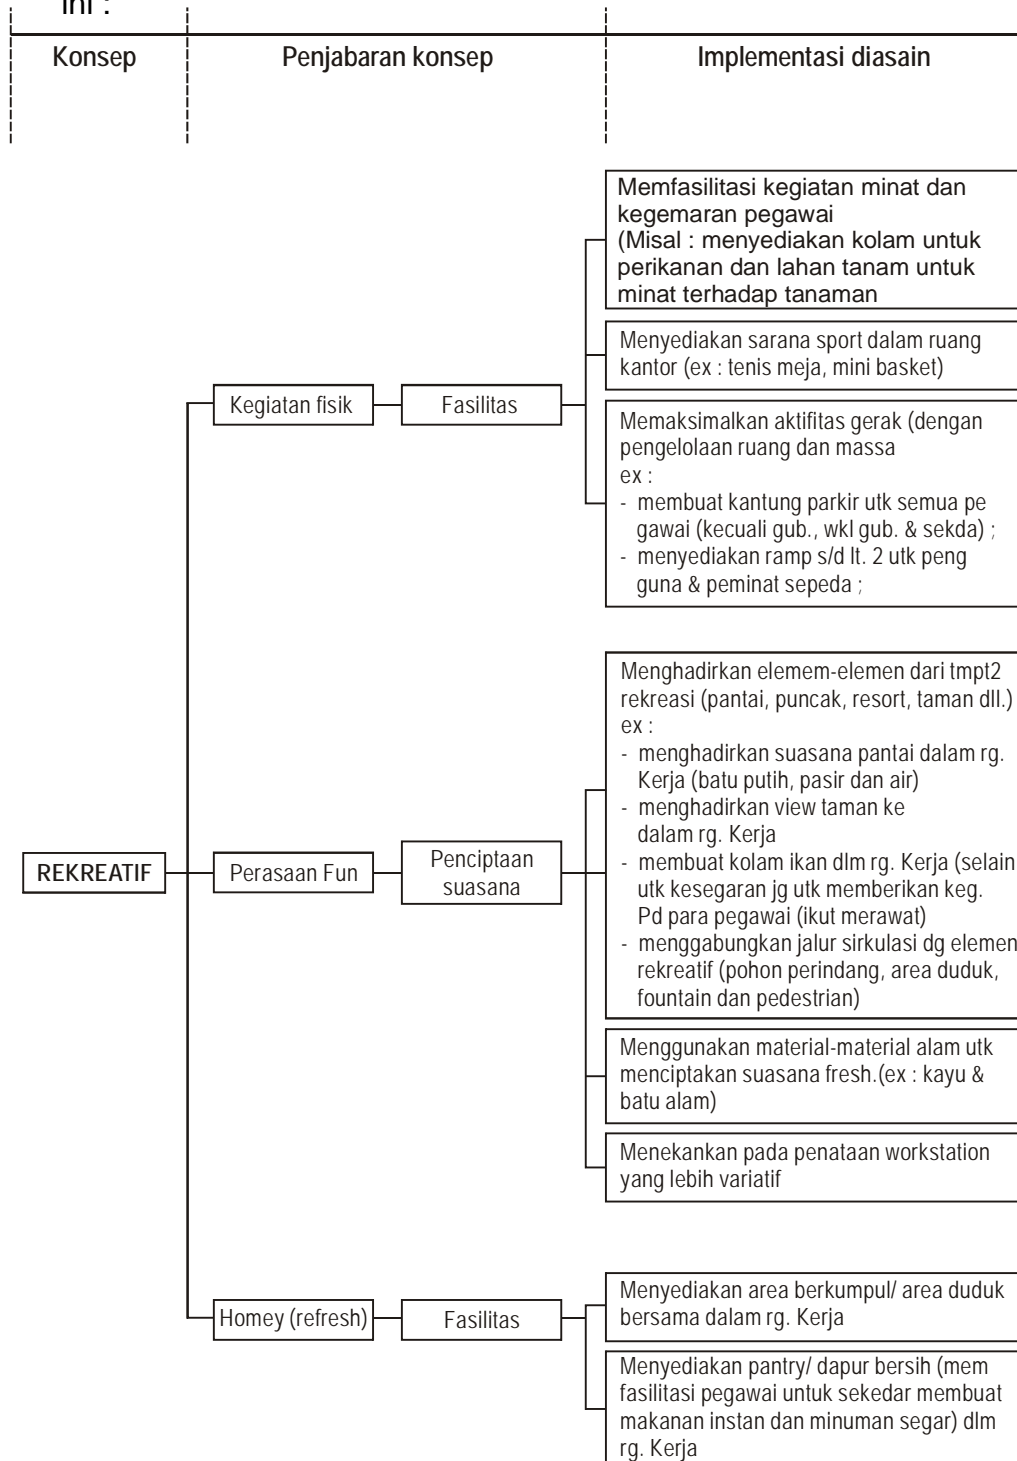 ini :
Konsep
Penjabaran konsep
Implementasi diasain
Memfasilitasi kegiatan minat dan
kegemaran pegawai
(Misal : menyediakan kolam untuk
perikanan dan lahan tanam untuk
minat terhadap tanaman
Menyediakan sarana sport dalam ruang
kantor (ex : tenis meja, mini basket)
Kegiatan fisik
Fasilitas
Memaksimalkan aktifitas gerak (dengan
pengelolaan ruang dan massa
ex :
- membuat kantung parkir utk semua pe
gawai (kecuali gub., wkl gub. & sekda) ;
- menyediakan ramp s/d lt. 2 utk peng
guna & peminat sepeda ;
Menghadirkan elemem-elemen dari tmpt2
rekreasi (pantai, puncak, resort, taman dll.)
ex :
- menghadirkan suasana pantai dalam rg.
Kerja (batu putih, pasir dan air)
- menghadirkan view taman ke
dalam rg. Kerja
- membuat kolam ikan dlm rg. Kerja (selain
utk kesegaran jg utk memberikan keg.
Pd para pegawai (ikut merawat)
- menggabungkan jalur sirkulasi dg elemen
rekreatif (pohon perindang, area duduk,
fountain dan pedestrian)
REKREATIF
Perasaan Fun
Penciptaan
suasana
Menggunakan material-material alam utk
menciptakan suasana fresh.(ex : kayu &
batu alam)
Menekankan pada penataan workstation
yang lebih variatif
Homey (refresh)
Fasilitas
Menyediakan area berkumpul/ area duduk
bersama dalam rg. Kerja
Menyediakan pantry/ dapur bersih (mem
fasilitasi pegawai untuk sekedar membuat
makanan instan dan minuman segar) dlm
rg. Kerja